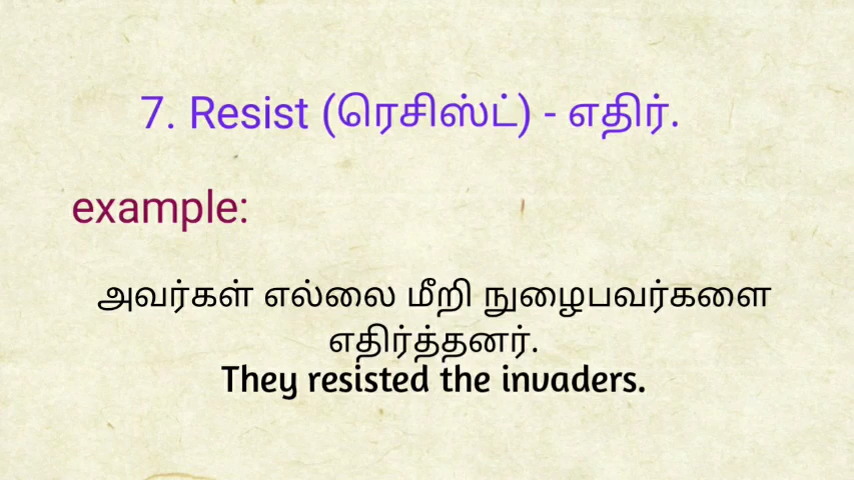 7. Resist (ரெசிஸ்ட்) - எதிர்.
example:
அவர்கள் எல்லை மீறி நுழைபவர்களை
எதிர்த்தனர்.
They resisted the invaders.